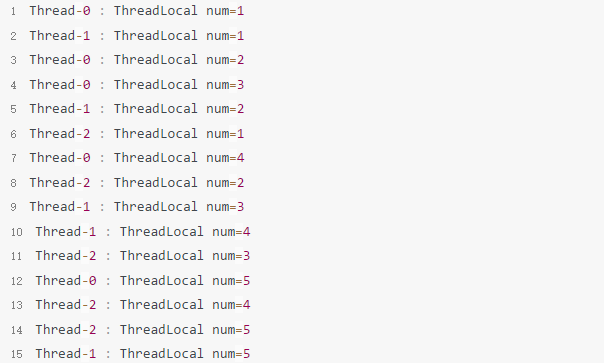 1 Thread-0 : ThreadLocal num=1
2 Thread-1 : ThreadLocal num=1
3 Thread-0 : ThreadLocal num=2
4 Thread-0 : ThreadLocal num=3
5 Thread-1 : ThreadLocal num=2
6 Thread-2 : ThreadLocal num=1
7 Thread-0 : ThreadLocal num=4
8 Thread-2 : ThreadLocal num=2
9 Thread-1 : ThreadLocal num=3
10 Thread-1 : ThreadLocal num=4
11 Thread-2 : ThreadLocal num=3
12 Thread-0 : ThreadLocal num=5
13 Thread-2 : ThreadLocal num=4
14 Thread-2 : ThreadLocal num=5
15 Thread-1 : ThreadLocal num=5